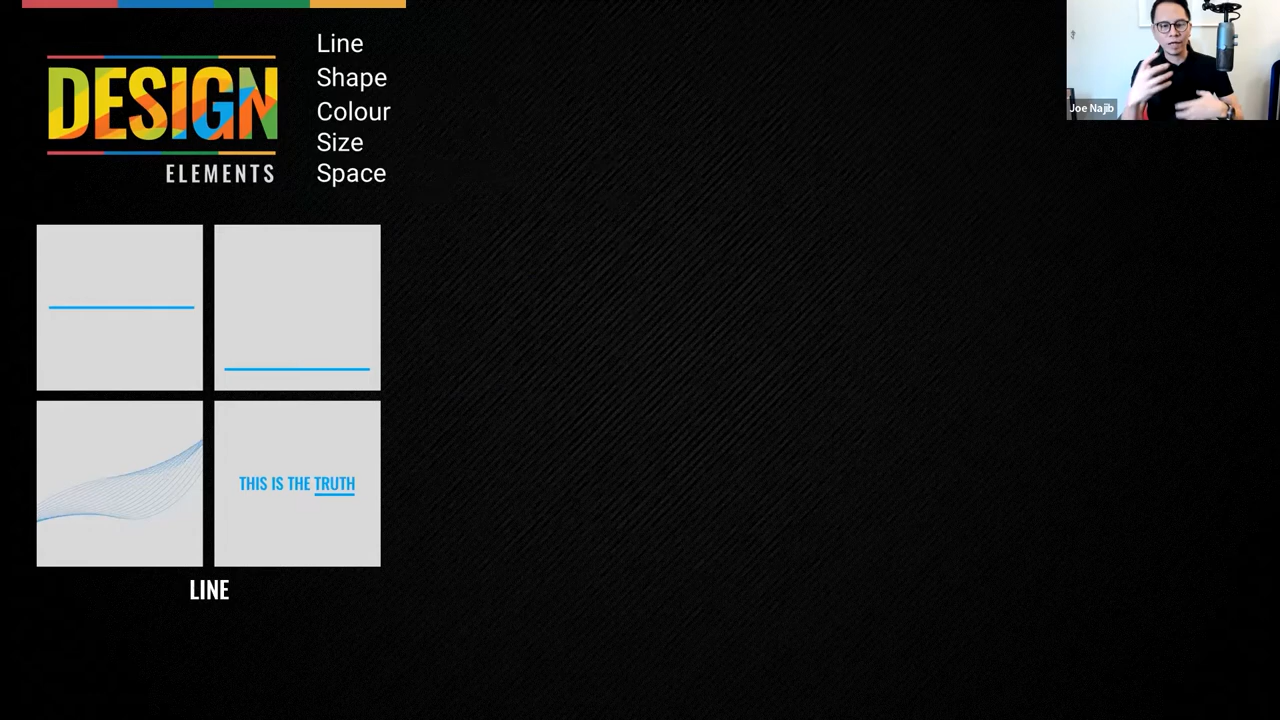 DESIGN
ELEMENTS
Line
Shape
Colour
Size
Space
THIS IS THE TRUTH
LINE
Joe Najib